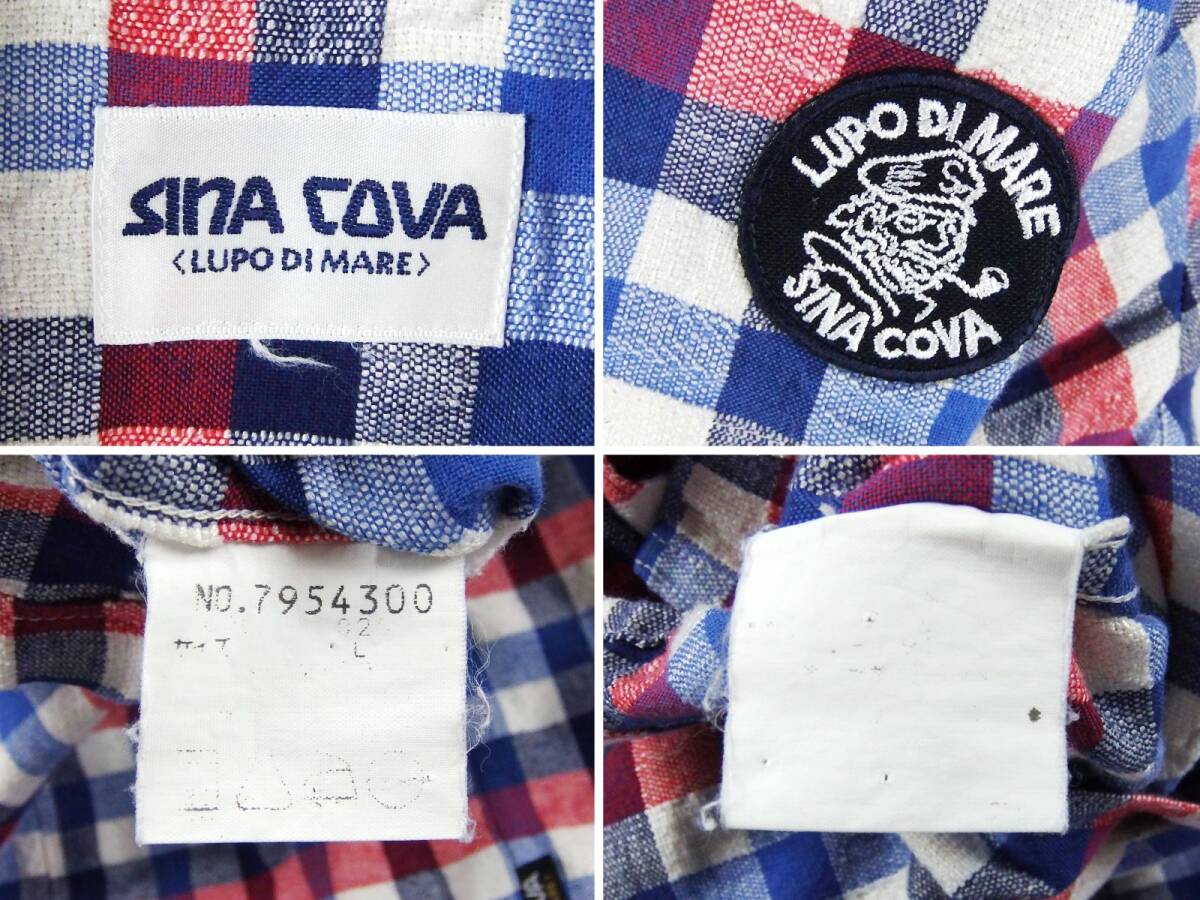 SINA COVA
<LUPO DI MARE>
LUPO DI MARE
SINA COVA
NO.7954300
L